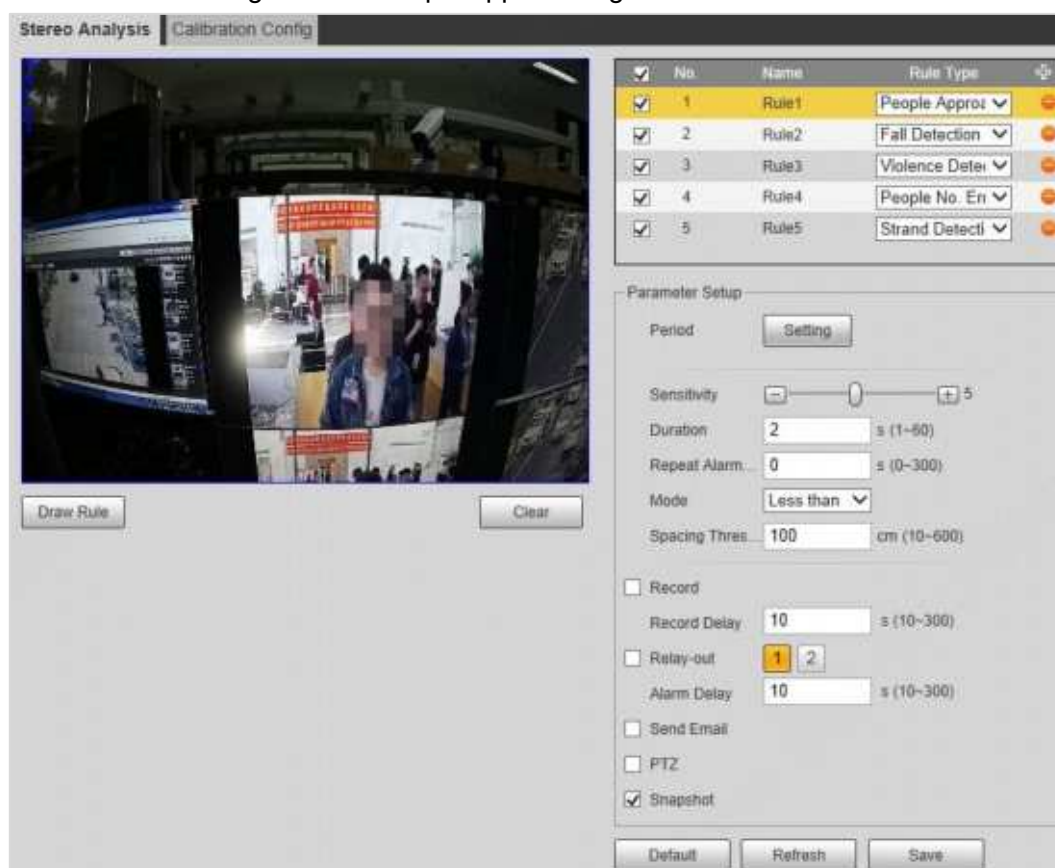 Stereo Analysis Calibration Config
No. Name Rule Type
1 Rule1 People Approa
2 Rule2 Fall Detection
3 Rule3 Violence Dete
4 Rule4 People No. En
5 Rule5 Strand Detecti
Draw Rule Clear
Parameter Setup
Period Setting
Sensitivity 5
Duration 2 s (1~60)
Repeat Alarm... 0 s (0~300)
Mode Less than
Spacing Thres... 100 cm (10~600)
Record
Record Delay 10 s (10~300)
Relay-out 1 2
Alarm Delay 10 s (10~300)
Send Email
PTZ
Snapshot
Default Refresh Save